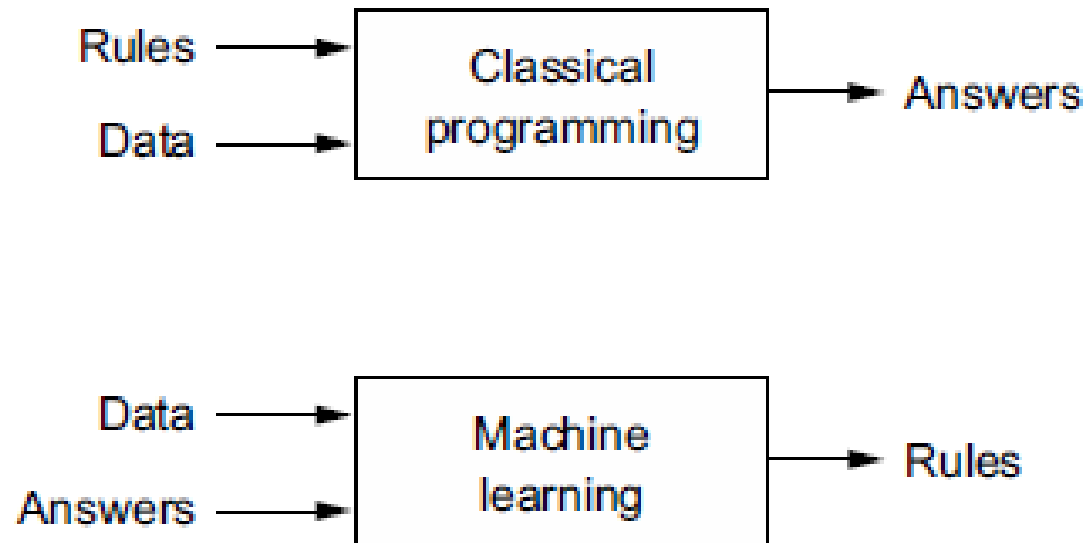 Rules
Data
Classical
programming
Answers
Data
Answers
Machine
learning
Rules